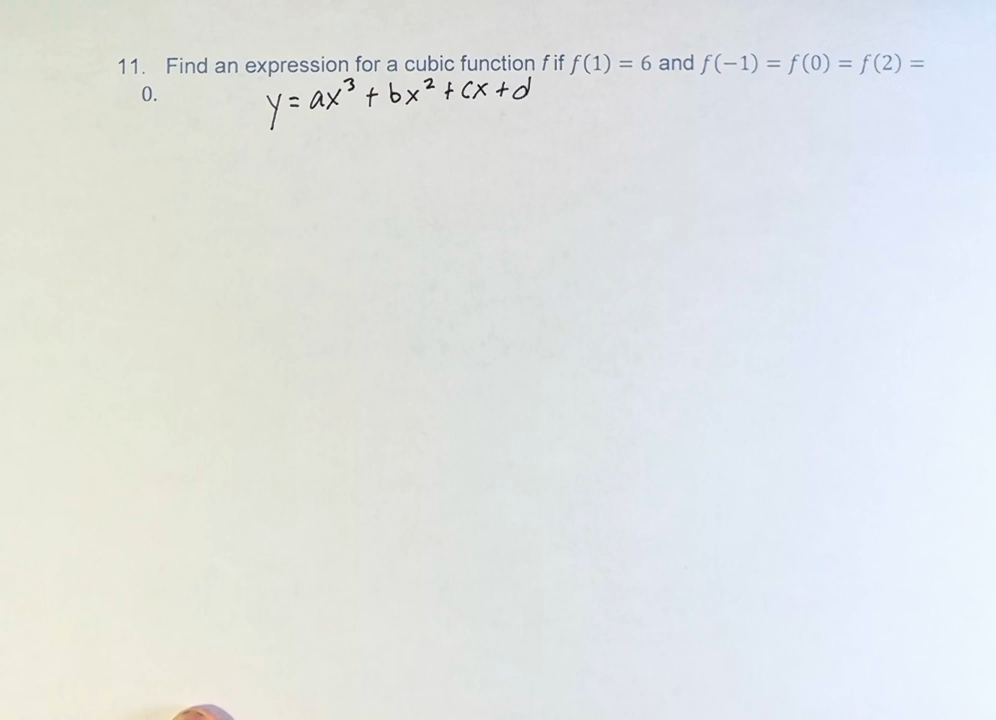 11. Find an expression for a cubic function f if f(1) = 6 and f(−1) = f(0) = f(2) =
0.
y = ax³ + bx² + cx + d